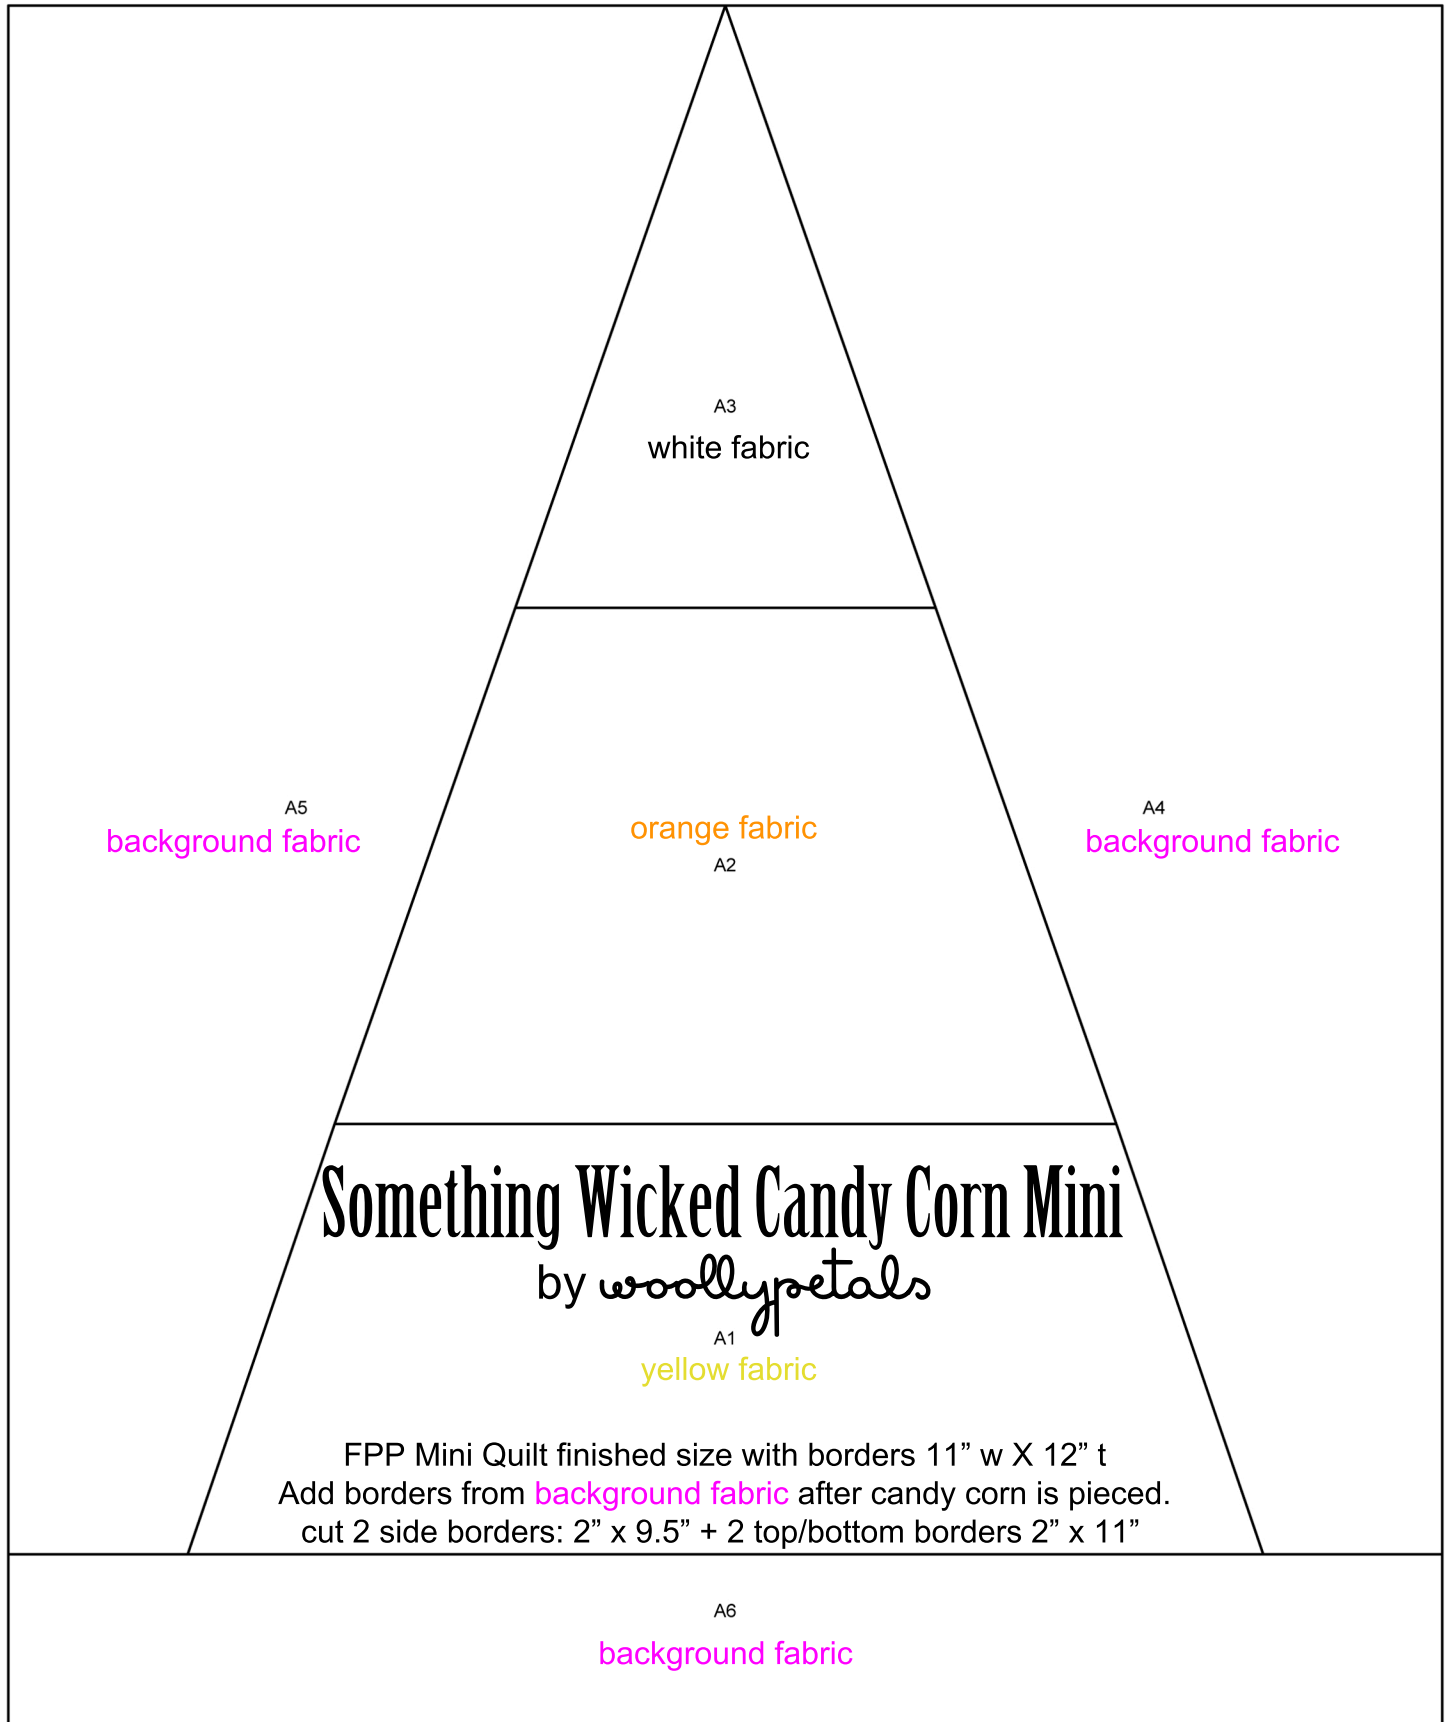 A3
white fabric
A5
background fabric
orange fabric
A2
A4
background fabric
Something Wicked Candy Corn Mini
by woollypetals
A1
yellow fabric
FPP Mini Quilt finished size with borders 11” w X 12” t
Add borders from background fabric after candy corn is pieced.
cut 2 side borders: 2” x 9.5” + 2 top/bottom borders 2” x 11”
A6
background fabric